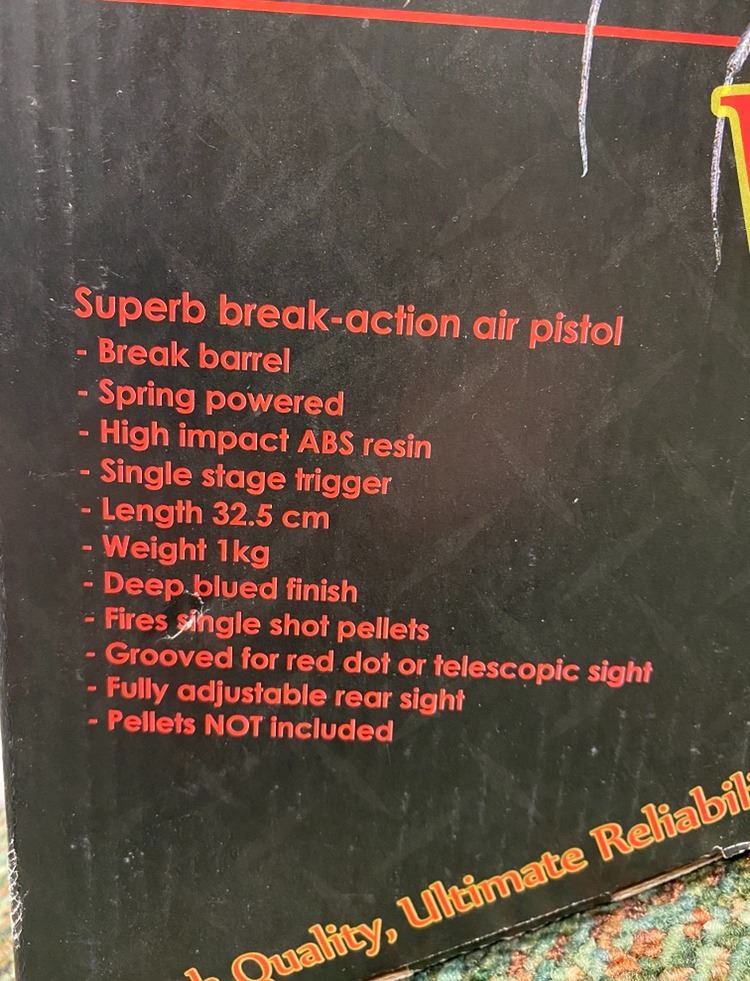 Superb break-action air pistol
- Break barrel
- Spring powered
- High impact ABS resin
- Single stage trigger
- Length 32.5 cm
- Weight 1kg
- Deep blued finish
- Fires single shot pellets
- Grooved for red dot or telescopic sight
- Fully adjustable rear sight
- Pellets NOT included
Quality, Ultimate